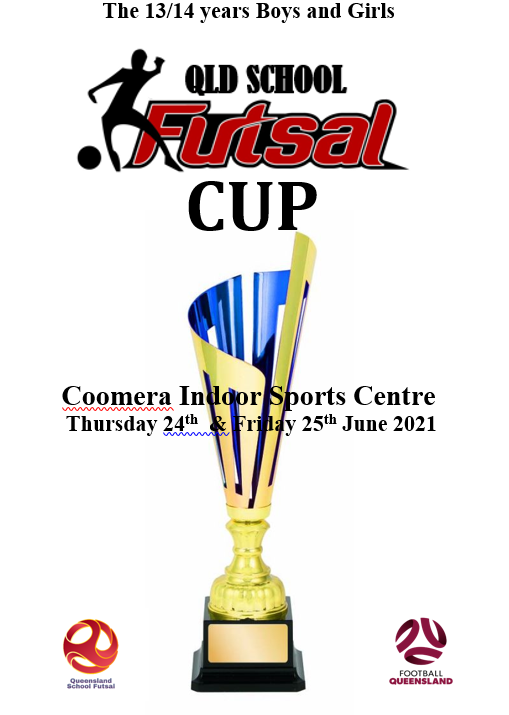 The 13/14 years Boys and Girls
QLD SCHOOL
Futsal
CUP
Coomera Indoor Sports Centre
Thursday 24th & Friday 25th June 2021
Queensland
School Futsal
FOOTBALL
QUEENSLAND